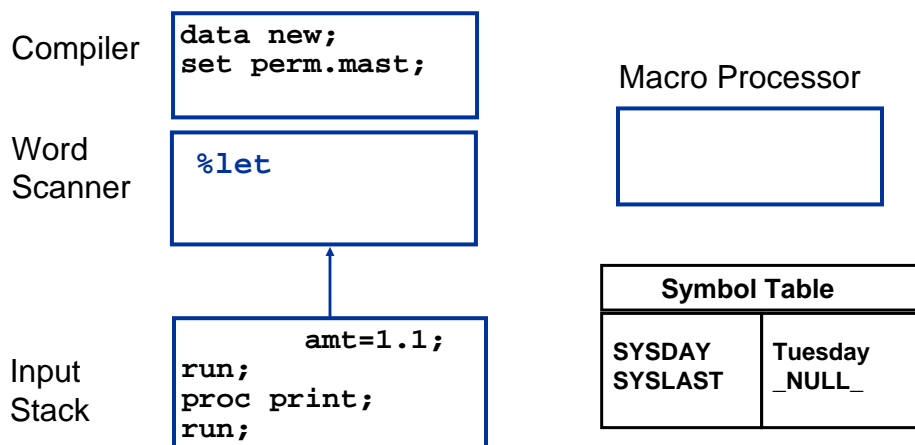 Compiler
data new;
set perm.mast;
Macro Processor
Word
Scanner
%let
Symbol Table
SYSDAY Tuesday
SYSLAST _NULL_
Input
Stack
amt=1.1;
run;
proc print;
run;